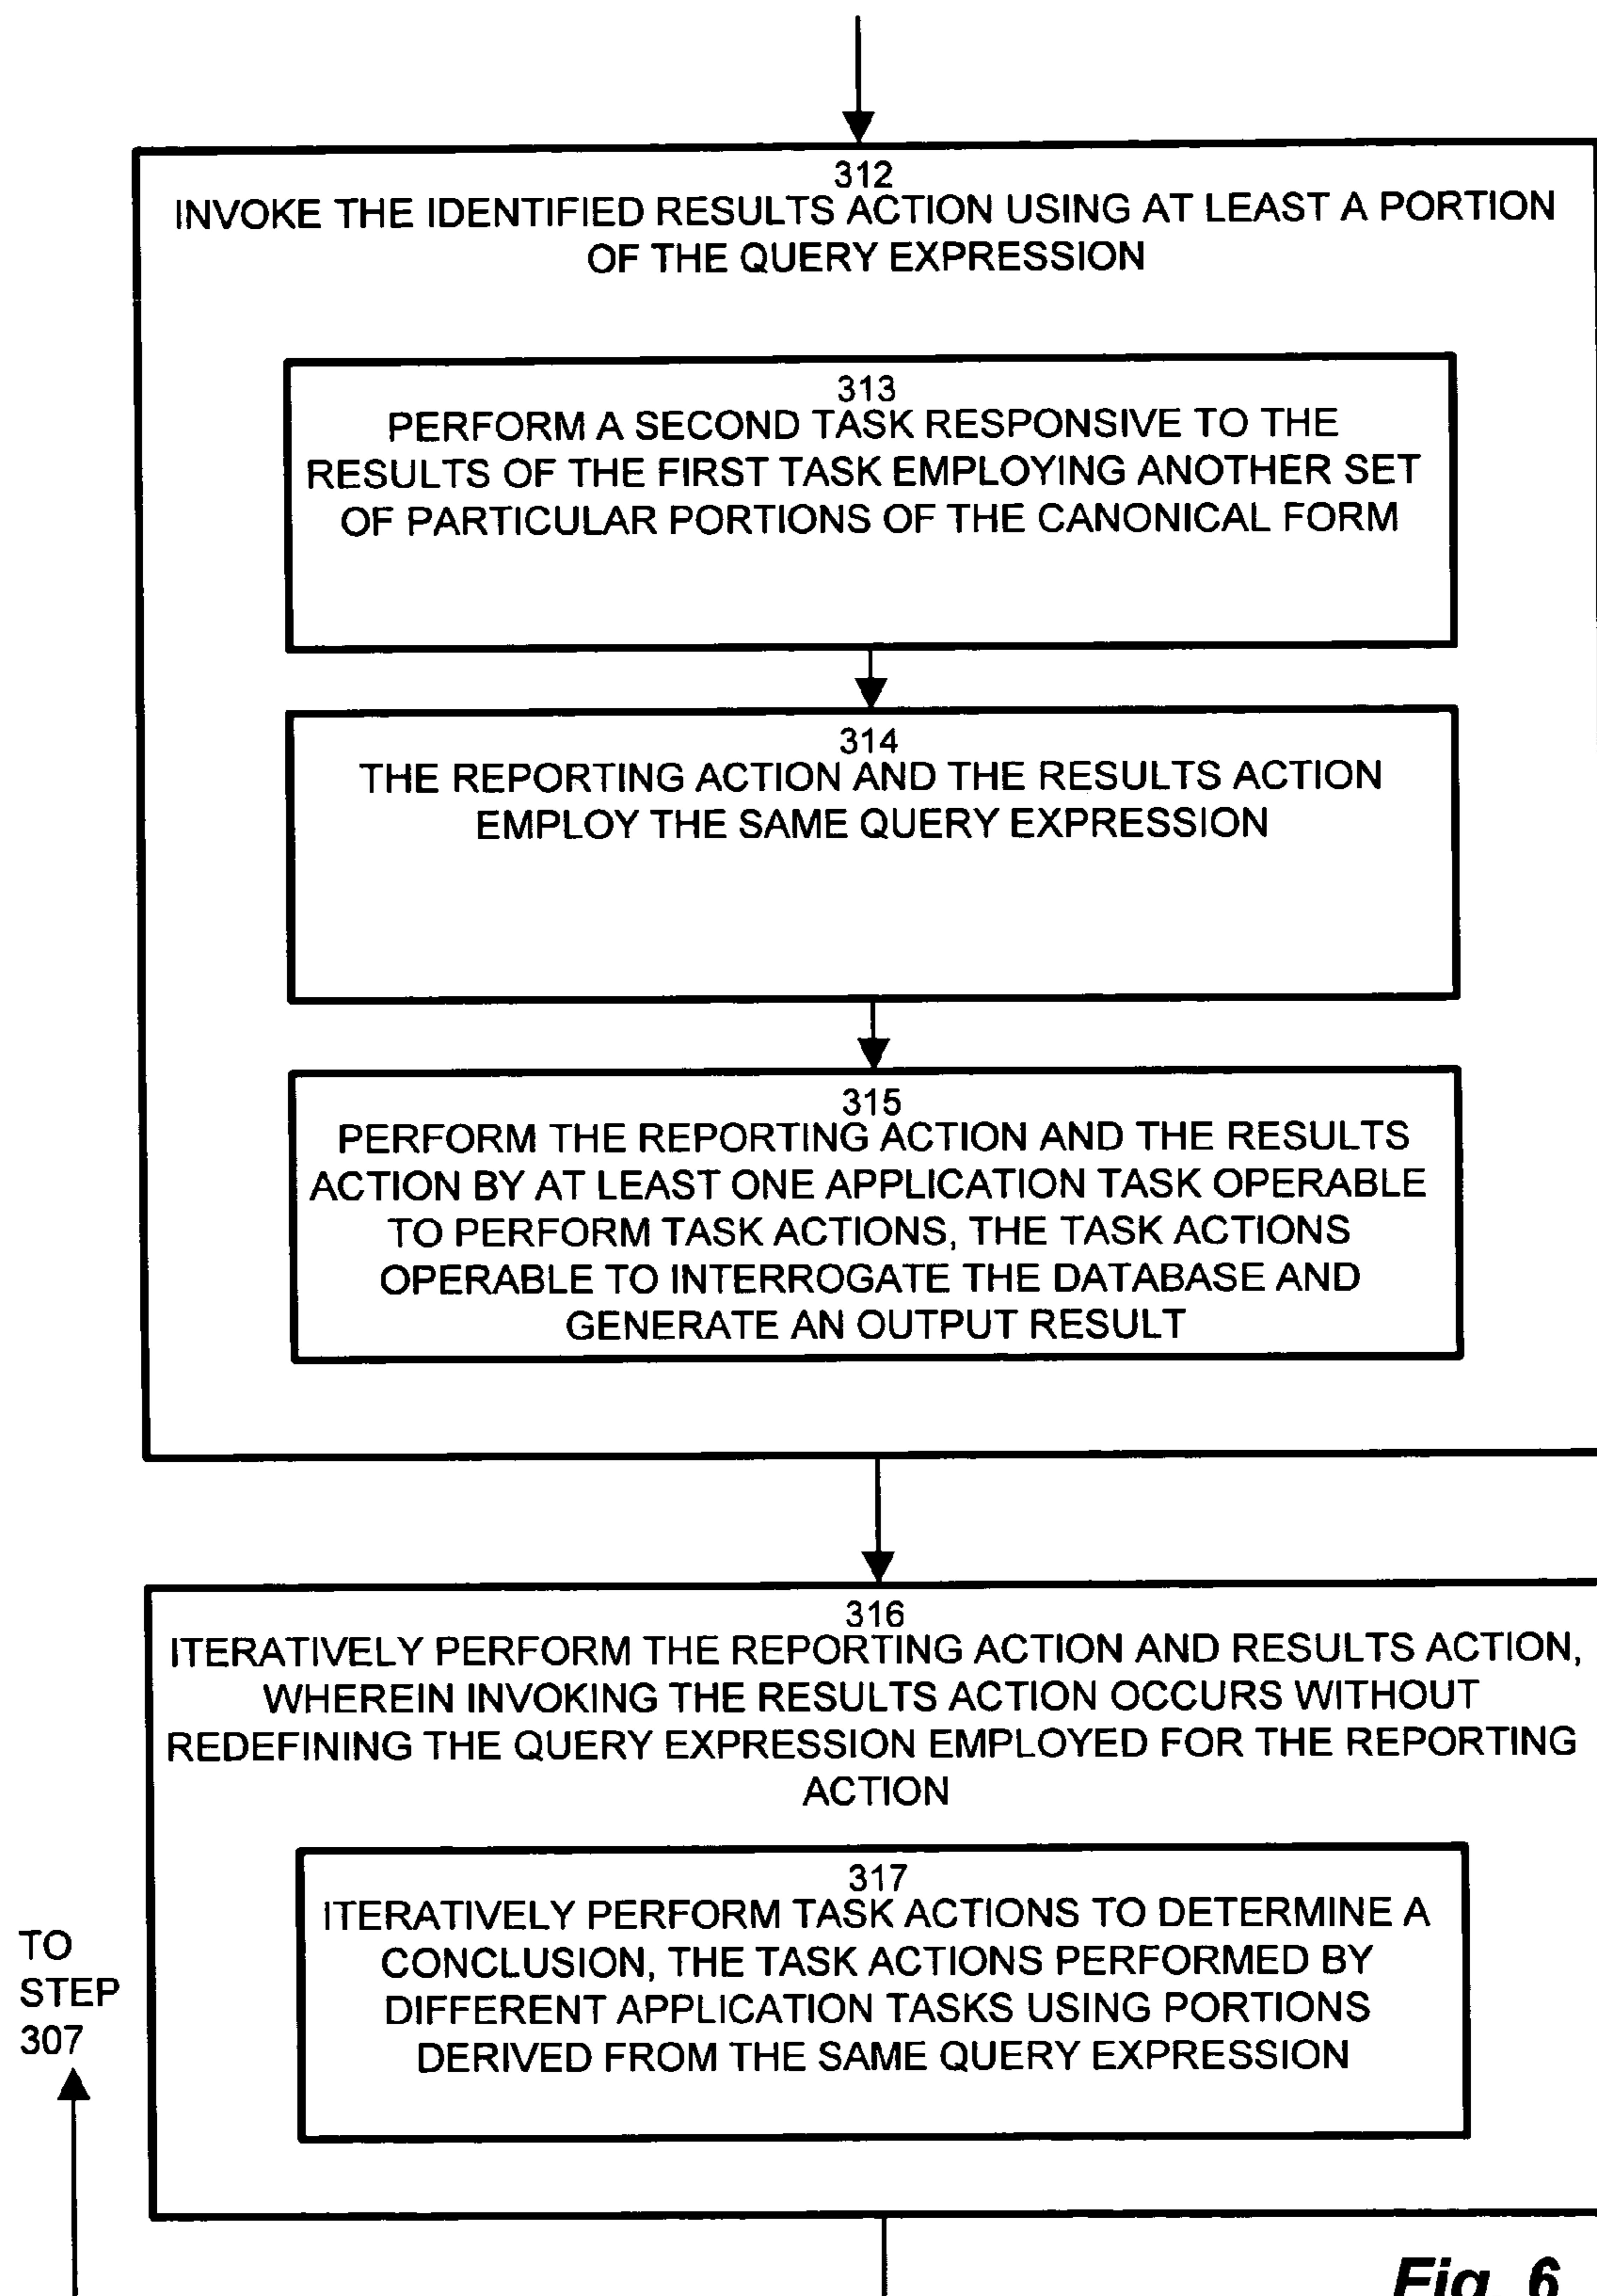 312
INVOKE THE IDENTIFIED RESULTS ACTION USING AT LEAST A PORTION
OF THE QUERY EXPRESSION
313
PERFORM A SECOND TASK RESPONSIVE TO THE
RESULTS OF THE FIRST TASK EMPLOYING ANOTHER SET
OF PARTICULAR PORTIONS OF THE CANONICAL FORM
314
THE REPORTING ACTION AND THE RESULTS ACTION
EMPLOY THE SAME QUERY EXPRESSION
315
PERFORM THE REPORTING ACTION AND THE RESULTS
ACTION BY AT LEAST ONE APPLICATION TASK OPERABLE
TO PERFORM TASK ACTIONS, THE TASK ACTIONS
OPERABLE TO INTERROGATE THE DATABASE AND
GENERATE AN OUTPUT RESULT
316
ITERATIVELY PERFORM THE REPORTING ACTION AND RESULTS ACTION,
WHEREIN INVOKING THE RESULTS ACTION OCCURS WITHOUT
REDEFINING THE QUERY EXPRESSION EMPLOYED FOR THE REPORTING
ACTION
317
ITERATIVELY PERFORM TASK ACTIONS TO DETERMINE A
CONCLUSION, THE TASK ACTIONS PERFORMED BY
DIFFERENT APPLICATION TASKS USING PORTIONS
DERIVED FROM THE SAME QUERY EXPRESSION
TO
STEP
307
Fig. 6